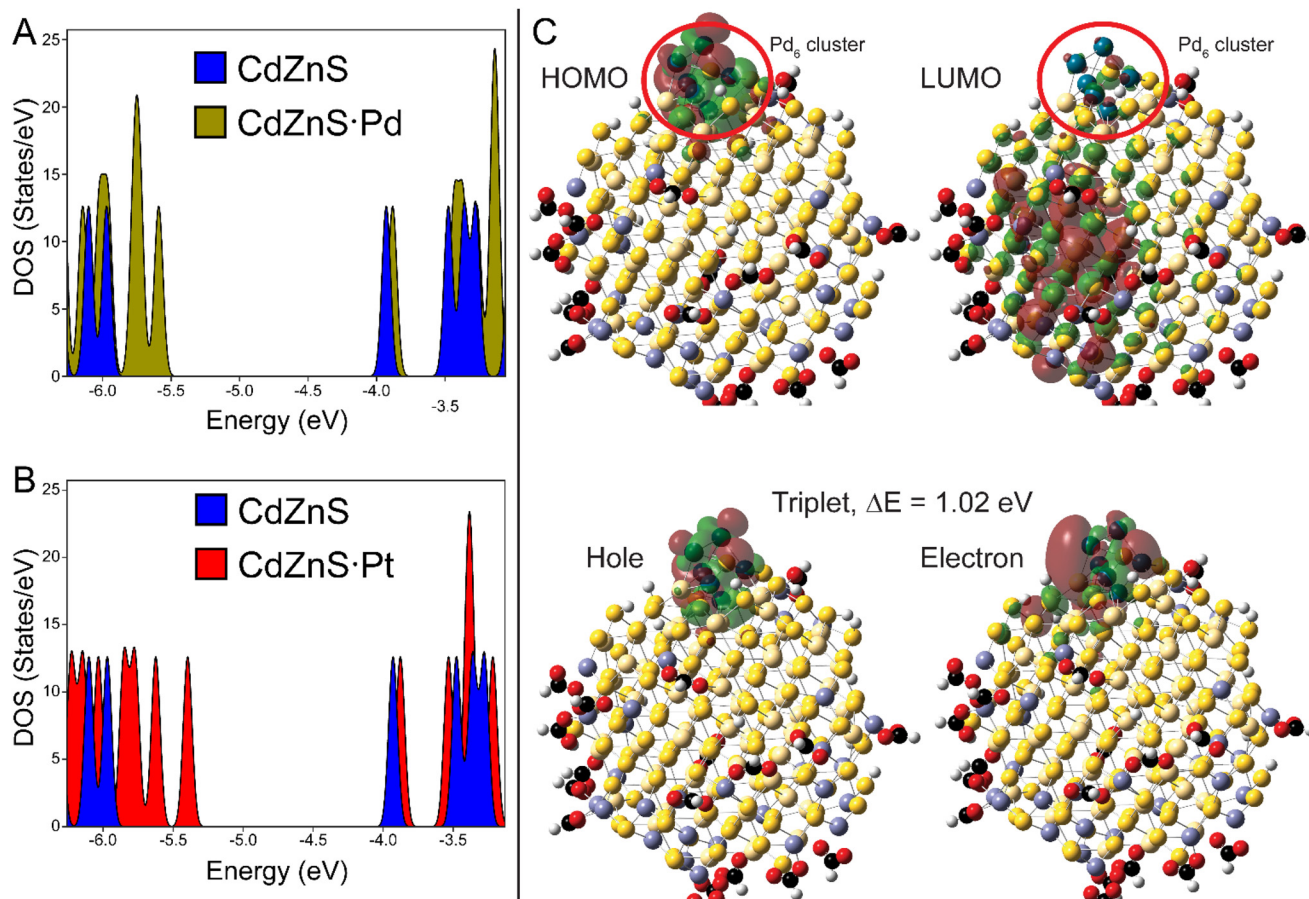 A
25
20
15
10
5
0
DOS (States/eV)
CdZnS
CdZnS·Pd
-6.0
-5.5
-5.0
-4.5
-4.0
-3.5
Energy (eV)
B
25
20
15
10
5
0
DOS (States/eV)
CdZnS
CdZnS·Pt
-6.0
-5.5
-5.0
-4.5
-4.0
-3.5
Energy (eV)
C
HOMO
Pd6 cluster
LUMO
Pd6 cluster
Triplet, ΔE = 1.02 eV
Hole
Electron